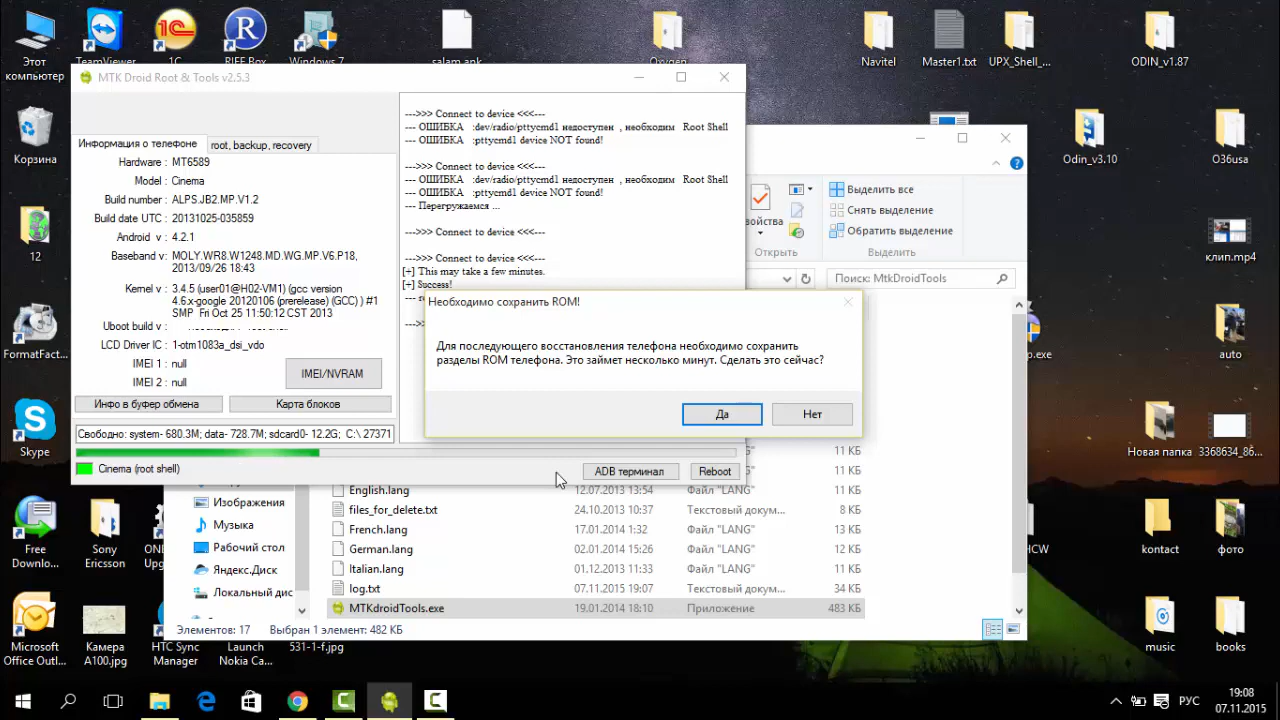 Этот
компьютер
TeamViewer
1C
RIFF Box
Windows 7
salam.apk
Oxygen
Navitel
Master1.txt
UPX_Shell_...
ODIN_v1.87
Корзина
12
FormatFact...
Skype
Free
Downlo...
Sony
Ericsson
Microsoft
Office Outl...
Камера
A100.jpg
HTC Sync
Manager
Launch
Nokia Ca...
531-1-f.jpg
Odin_v3.10
Обbusa
клип.mp4
auto
Новая папка
3368634_86...
kontact
фото
music
books
MTK Droid Root & Tools v2.5.3
Информация о телефоне
root, backup, recovery
Hardware : MT6589
Model : Cinema
Build number : ALPS.JB2.MP.V1.2
Build date UTC : 20131025-035859
Android v : 4.2.1
Baseband v: MOLY.WR8.W1248.MD.WG.MP.V6.P18,
2013/09/26 18:43
Kernel v : 3.4.5 (user01@H02-VM1) (gcc version
4.6.x-google 20120106 (prerelease) (GCC) ) #1
SMP Fri Oct 25 11:50:12 CST 2013
Uboot build v :
LCD Driver IC : 1-otm1083a_dsi_vdo
IMEI 1 : null
IMEI 2 : null
IMEI/NVRAM
Инфо в буфер обмена
Карта блоков
Свободно: system- 680.3M; data- 728.7M; sdcard0- 12.2G; C:\ 27371
Cinema (root shell)
ADB терминал
Reboot
--->>> Connect to device <<<---
--- ОШИБКА :dev/radio/pttycmd1 недоступен , необходим Root Shell
--- ОШИБКА :pttycmd1 device NOT found!
--->>> Connect to device <<<---
--- ОШИБКА :dev/radio/pttycmd1 недоступен , необходим Root Shell
--- ОШИБКА :pttycmd1 device NOT found!
--- Перегружаемся ...
--->>> Connect to device <<<---
--->>> Connect to device <<<---
[+] This may take a few minutes.
[+] Success!
Необходимо сохранить ROM!
Для последующего восстановления телефона необходимо сохранить
разделы ROM телефона. Это займет несколько минут. Сделать это сейчас?
Да
Нет
Открыть
Выделить все
Снять выделение
Обратить выделение
Выделить
Поиск: MtkDroidTools
11 КБ
Изображения
Музыка
Рабочий стол
Яндекс.Диск
Локальный дис
English.lang 12.07.2013 13:54 Файл "LANG" 11 КБ
files_for_delete.txt 24.10.2013 10:37 Текстовый докум... 8 КБ
French.lang 17.01.2014 1:32 Файл "LANG" 13 КБ
German.lang 02.01.2014 15:26 Файл "LANG" 12 КБ
Italian.lang 01.12.2013 11:33 Файл "LANG" 12 КБ
log.txt 07.11.2015 19:07 Текстовый докум... 34 КБ
MTKdroidTools.exe 19.01.2014 18:10 Приложение 483 КБ
Элементов: 17 Выбран 1 элемент: 482 КБ
РУС
19:08
07.11.2015